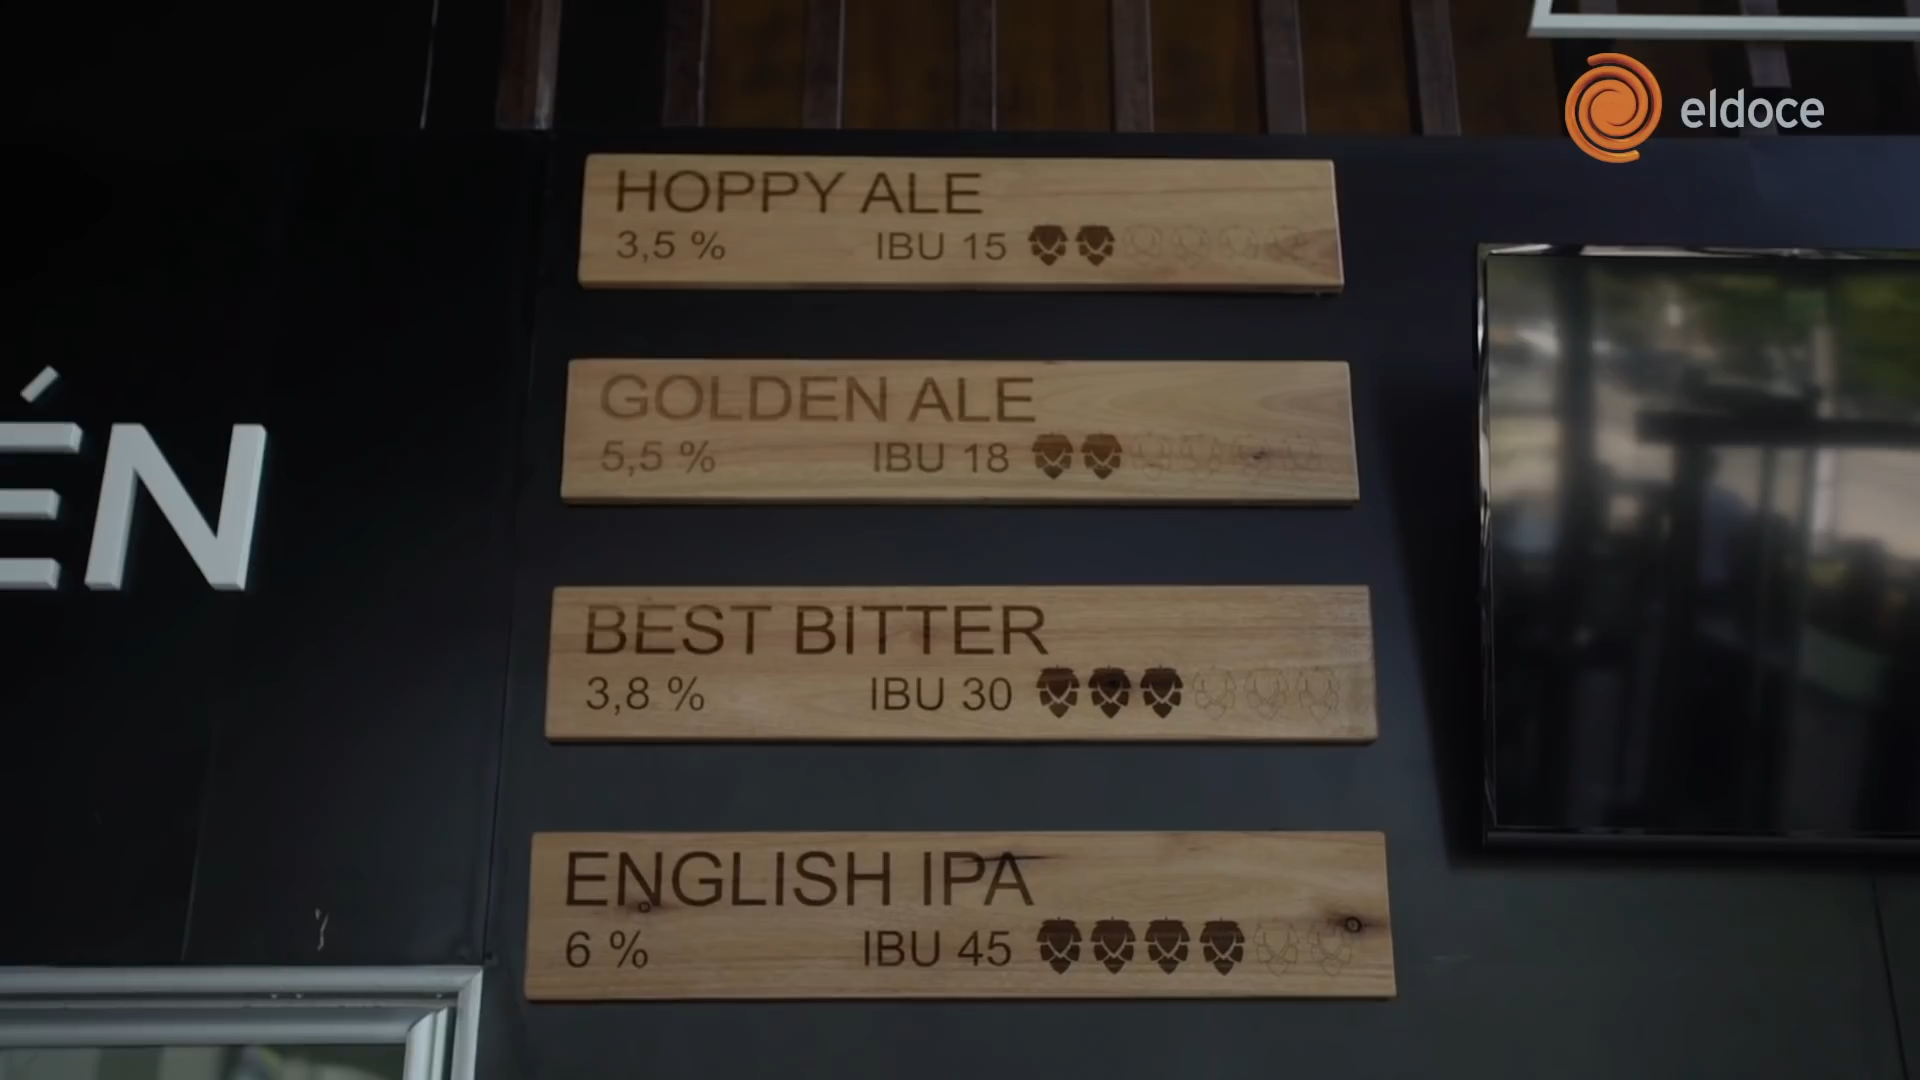 eldoce
HOPPY ALE
3,5 % IBU 15
GOLDEN ALE
5,5 % IBU 18
ÉN
BEST BITTER
3,8 % IBU 30
ENGLISH IPA
6 % IBU 45